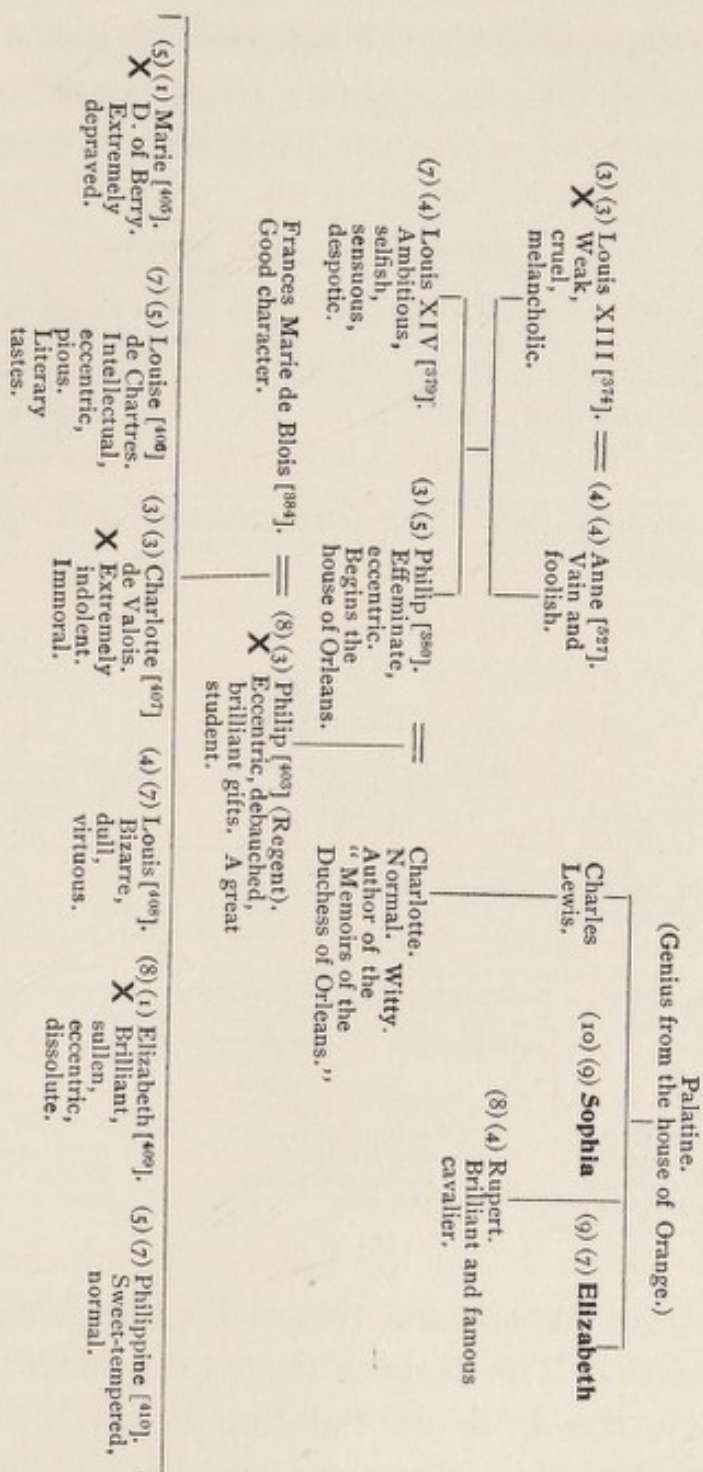 Palatine.
(Genius from the house of Orange.)
(3) (3) Louis XIII [374]. = (4) (4) Anne [527].
X Weak,
cruel,
melancholic.
Vain and
foolish.
Charles
Lewis.
(10) (9) Sophia
(9) (7) Elizabeth
(8) (4) Rupert.
Brilliant and famous
cavalier.
(7) (4) Louis XIV [379].
Ambitious,
selfish,
sensuous,
despotic.
(3) (5) Philip [380]. =
Effeminate,
eccentric.
Begins the
house of Orleans.
Charlotte.
Normal. Witty.
Author of the
“ Memoirs of the
Duchess of Orleans.”
Frances Marie de Blois [384]. =
Good character.
(8) (3) Philip [403] (Regent).
X Eccentric, debauched,
brilliant gifts. A great
student.
(5) (1) Marie [405].
X D. of Berry.
Extremely
depraved.
(7) (5) Louise [406]
de Chartres.
Intellectual,
eccentric,
pious.
Literary
tastes.
(3) (3) Charlotte [407]
de Valois.
X Extremely
indolent.
Immoral.
(4) (7) Louis [408].
Bizarre,
dull,
virtuous.
(8) (1) Elizabeth [409].
X Brilliant,
sullen,
eccentric,
dissolute.
(5) (7) Philippine [410].
Sweet-tempered,
normal.